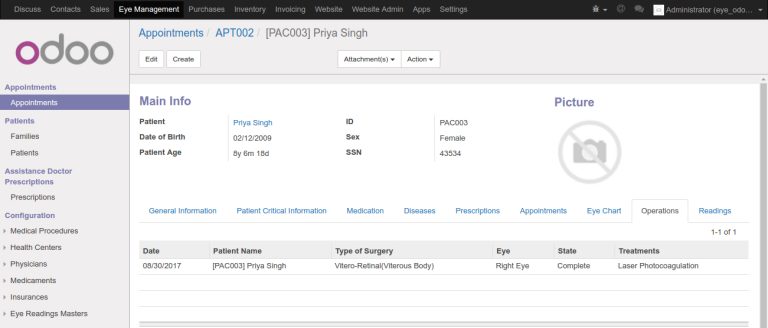 Discuss Contacts Sales Eye Management Purchases Inventory Invoicing Website Website Admin Apps Settings Administrator (eye_odo...
odoo
Appointments / APT002 / [PAC003] Priya Singh
Edit Create Attachment(s) Action
Appointments
Appointments
Patients
Families
Patients
Assistance Doctor
Prescriptions
Prescriptions
Configuration
Medical Procedures
Health Centers
Physicians
Medicaments
Insurances
Eye Readings Masters
Main Info Picture
Patient Priya Singh ID PAC003
Date of Birth 02/12/2009 Sex Female
Patient Age 8y 6m 18d SSN 43534
General Information Patient Critical Information Medication Diseases Prescriptions Appointments Eye Chart Operations Readings
1-1 of 1
Date Patient Name Type of Surgery Eye State Treatments
08/30/2017 [PAC003] Priya Singh Vitero-Retinal(Viterous Body) Right Eye Complete Laser Photocoagulation